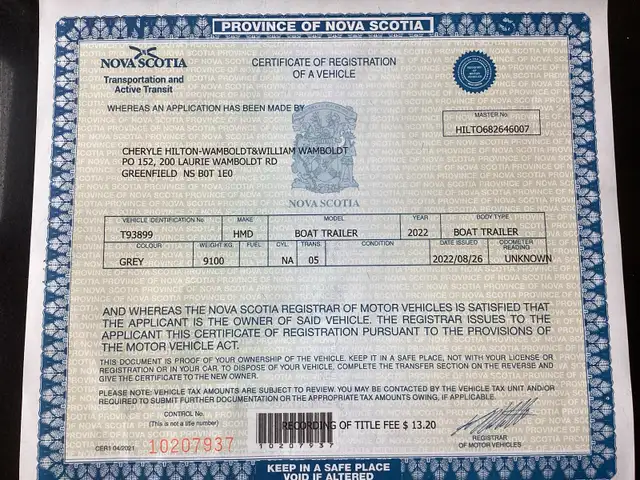 PROVINCE OF NOVA SCOTIA
NOVA SCOTIA
Transportation and
Active Transit
CERTIFICATE OF REGISTRATION
OF A VEHICLE
WHEREAS AN APPLICATION HAS BEEN MADE BY
MASTER No
HILTO682646007
CHERYLE HILTON-WAMBOLDT&WILLIAM WAMBOLDT
PO 152, 200 LAURIE WAMBOLDT RD
GREENFIELD NS B0T 1E0
NOVA SCOTIA
VEHICLE IDENTIFICATION No MAKE MODEL YEAR BODY TYPE
T93899 HMD BOAT TRAILER 2022 BOAT TRAILER
COLOUR WEIGHT KG FUEL CYL. TRANS. CONDITION DATE ISSUED ODOMETER READING
GREY 9100 NA 05 2022/08/26 UNKNOWN
AND WHEREAS THE NOVA SCOTIA REGISTRAR OF MOTOR VEHICLES IS SATISFIED THAT
THE APPLICANT IS THE OWNER OF SAID VEHICLE. THE REGISTRAR ISSUES TO THE
APPLICANT THIS CERTIFICATE OF REGISTRATION PURSUANT TO THE PROVISIONS OF
THE MOTOR VEHICLE ACT.
THIS DOCUMENT IS PROOF OF YOUR OWNERSHIP OF THE VEHICLE. KEEP IT IN A SAFE PLACE, NOT WITH YOUR LICENSE OR
REGISTRATION OR IN YOUR CAR. TO DISPOSE OF YOUR VEHICLE, COMPLETE THE TRANSFER SECTION ON THE REVERSE AND
GIVE THE CERTIFICATE TO THE NEW OWNER.
PLEASE NOTE: VEHICLE TAX AMOUNTS ARE SUBJECT TO REVIEW. YOU MAY BE CONTACTED BY THE VEHICLE TAX UNIT AND/OR
REQUIRED TO SUBMIT FURTHER DOCUMENTATION OR THE APPROPRIATE TAX AMOUNTS OWING, IF APPLICABLE.
CONTROL No.
(This is not a title number)
RECORDING OF TITLE FEE $ 13.20
CER1 04/2021 10207937
10207937
REGISTRAR
OF MOTOR VEHICLES
KEEP IN A SAFE PLACE
VOID IF ALTERED